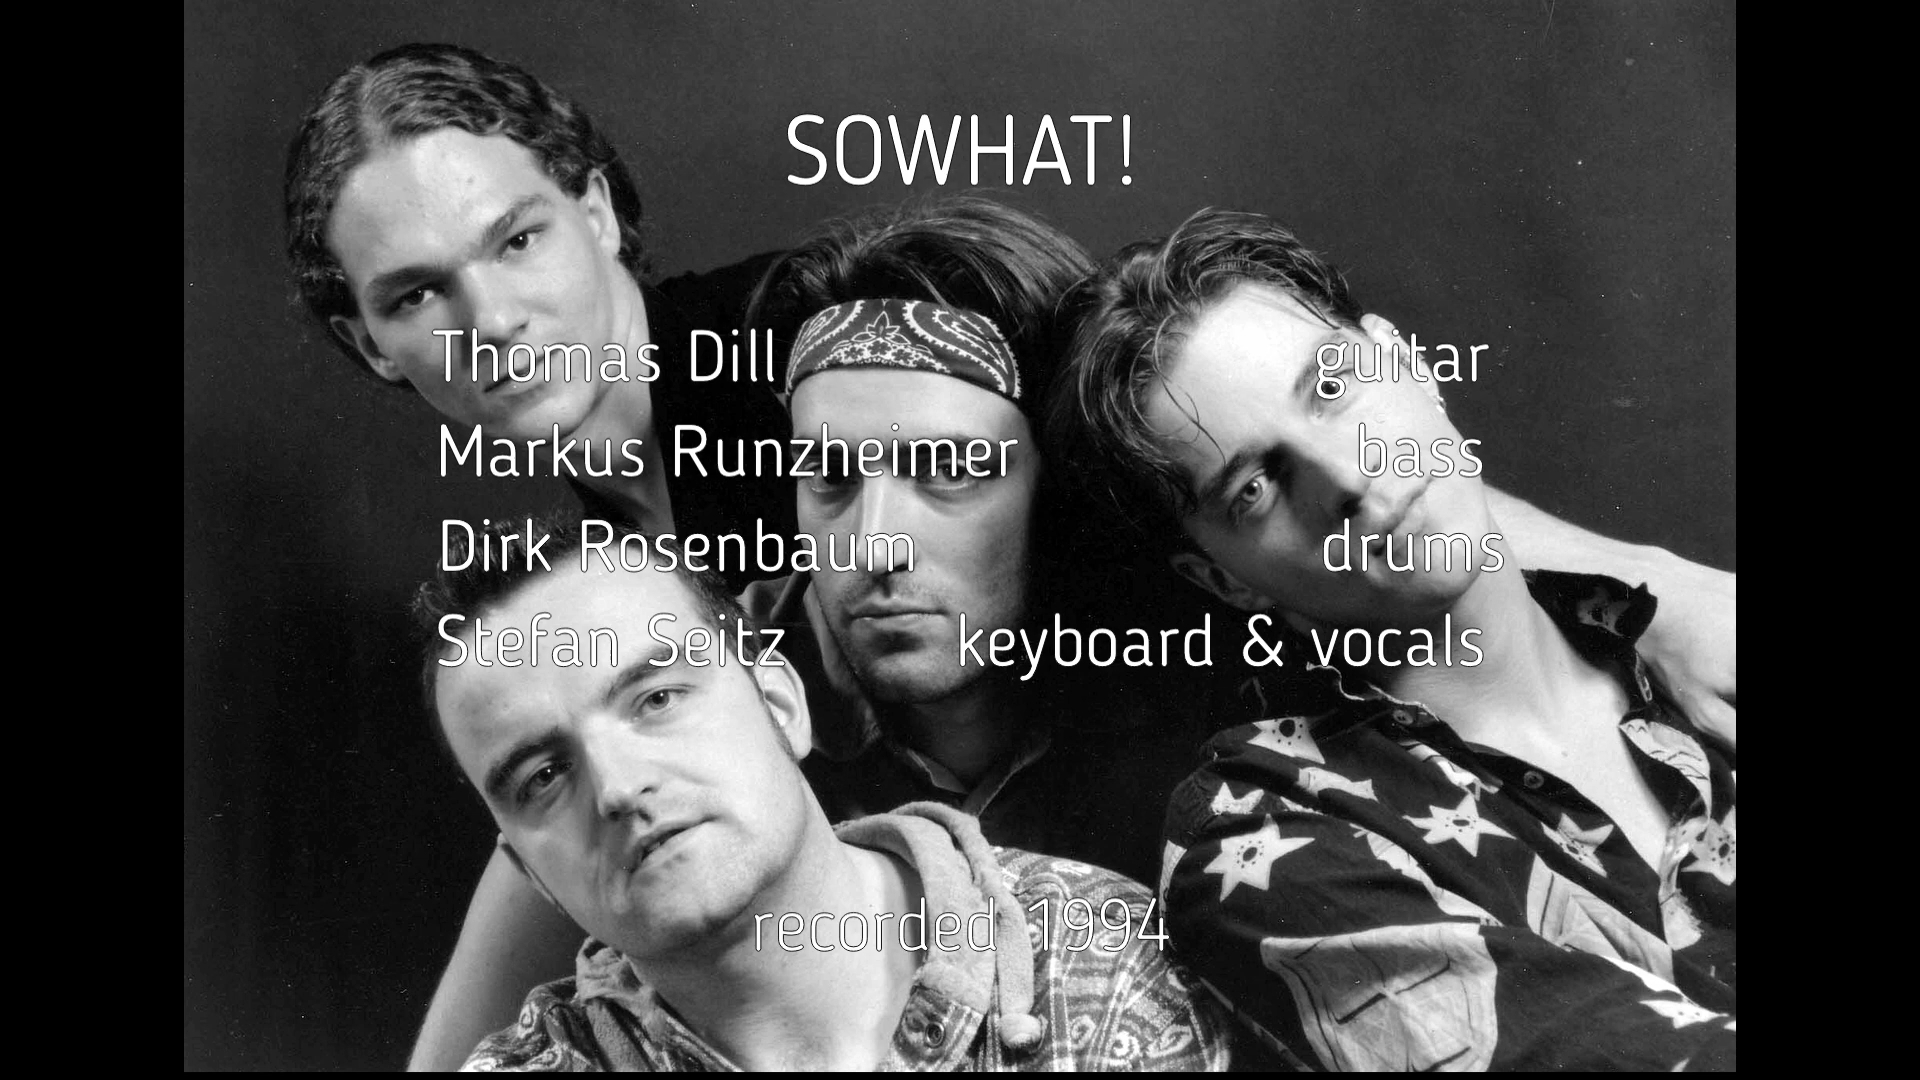 SOWHAT!
Thomas Dill guitar
Markus Runzheimer bass
Dirk Rosenbaum drums
Stefan Seitz keyboard & vocals
recorded 1994